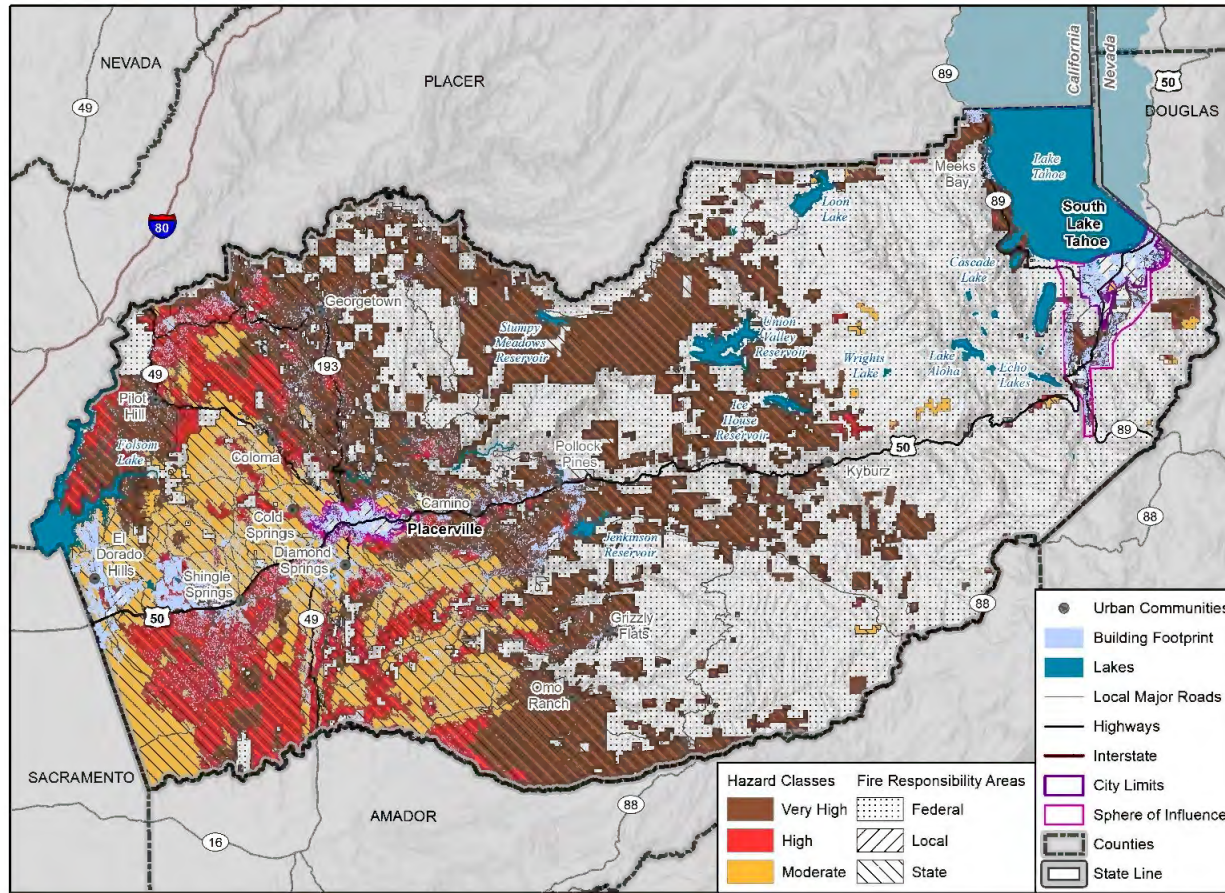 NEVADA
PLACER
49
89
California
Nevada
50
DOUGLAS
80
Meeks
Bay
Lake
Tahoe
Loon
Lake
89
South
Lake
Tahoe
Cascade
Lake
Georgetown
Stumpy
Meadows
Reservoir
Union
Valley
Reservoir
193
49
Wrights
Lake
Lake
Aloha
Echo
Lakes
Pilot
Hill
Ice
House
Reservoir
Folsom
Lake
Coloma
Pollock
Pines
50
89
Kyburz
Camino
Cold
Springs
Placerville
88
El
Dorado
Hills
Diamond
Springs
Jenkinson
Reservoir
Shingle
Springs
50
49
Grizzly
Flats
88
Omo
Ranch
SACRAMENTO
AMADOR
88
16
Hazard Classes
Very High
High
Moderate
Fire Responsibility Areas
Federal
Local
State
Urban Communities
Building Footprint
Lakes
Local Major Roads
Highways
Interstate
City Limits
Sphere of Influence
Counties
State Line